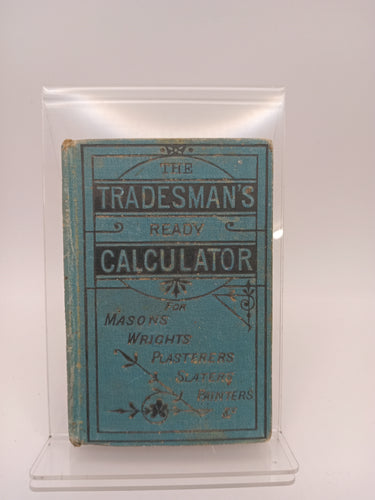 THE
TRADESMAN'S
READY
CALCULATOR
FOR
MASONS
WRIGHTS
PLASTERERS
SLATERS
PAINTERS